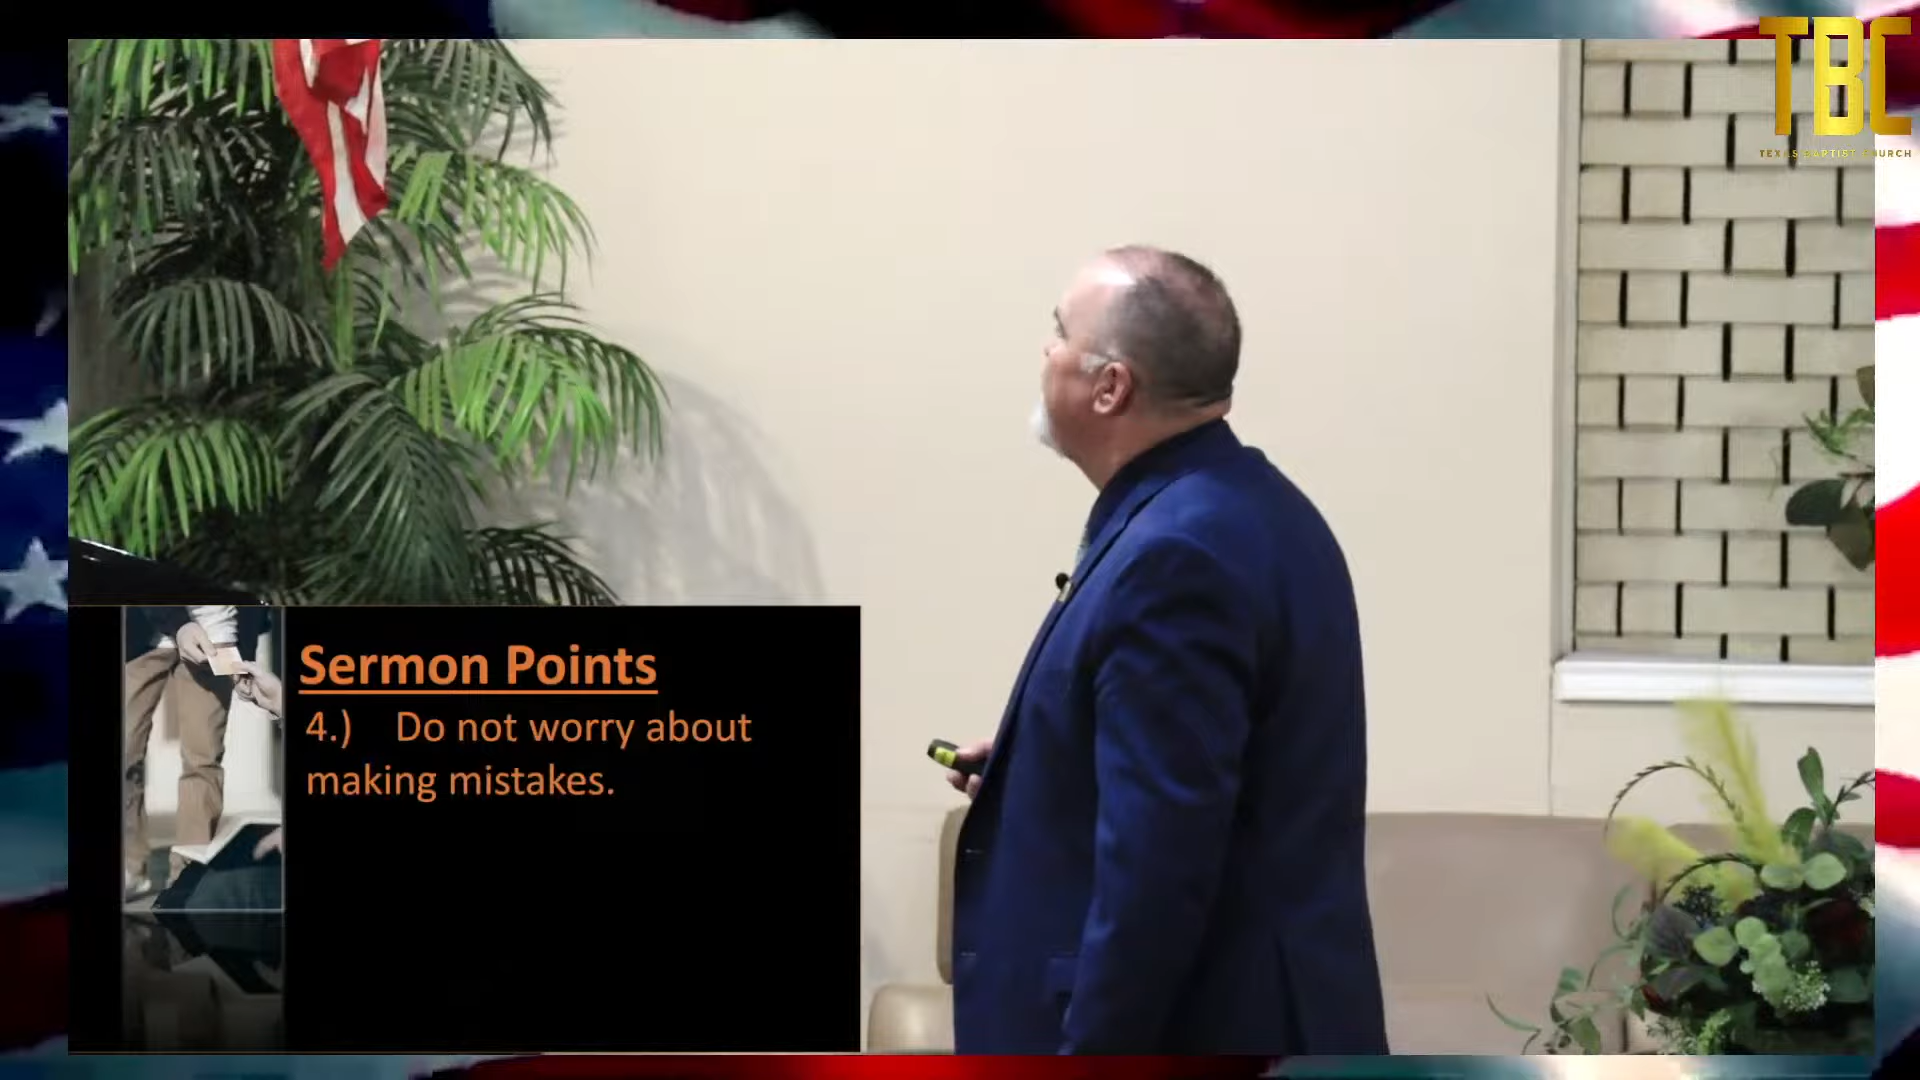 TBC
TEXAS BAPTIST CHURCH
Sermon Points
4.) Do not worry about
making mistakes.